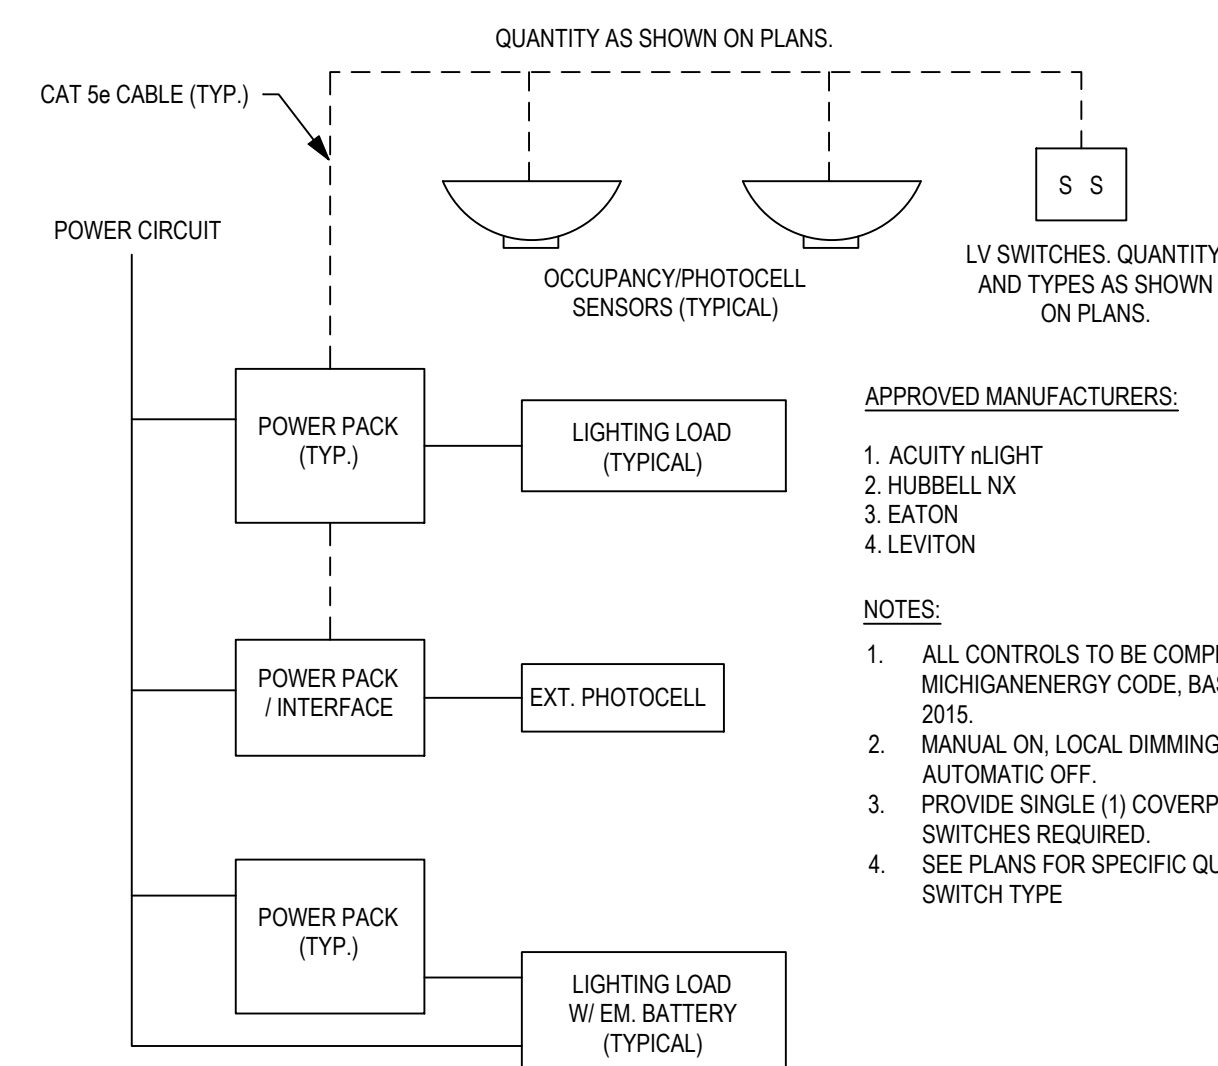 QUANTITY AS SHOWN ON PLANS.
CAT 5e CABLE (TYP.)
S S
POWER CIRCUIT
LV SWITCHES. QUANTITY
AND TYPES AS SHOWN
ON PLANS.
OCCUPANCY/PHOTOCELL
SENSORS (TYPICAL)
POWER PACK
(TYP.)
LIGHTING LOAD
(TYPICAL)
APPROVED MANUFACTURERS:
1. ACUITY nLIGHT
2. HUBBELL NX
3. EATON
4. LEVITON
NOTES:
1. ALL CONTROLS TO BE
MICHIGANENERGY CODE,
2015.
2. MANUAL ON, LOCAL DIMMING
AUTOMATIC OFF.
3. PROVIDE SINGLE (1)
SWITCHES REQUIRED.
4. SEE PLANS FOR SPECIFIC
SWITCH TYPE
POWER PACK
/ INTERFACE
EXT. PHOTOCELL
POWER PACK
(TYP.)
LIGHTING LOAD
W/ EM. BATTERY
(TYPICAL)